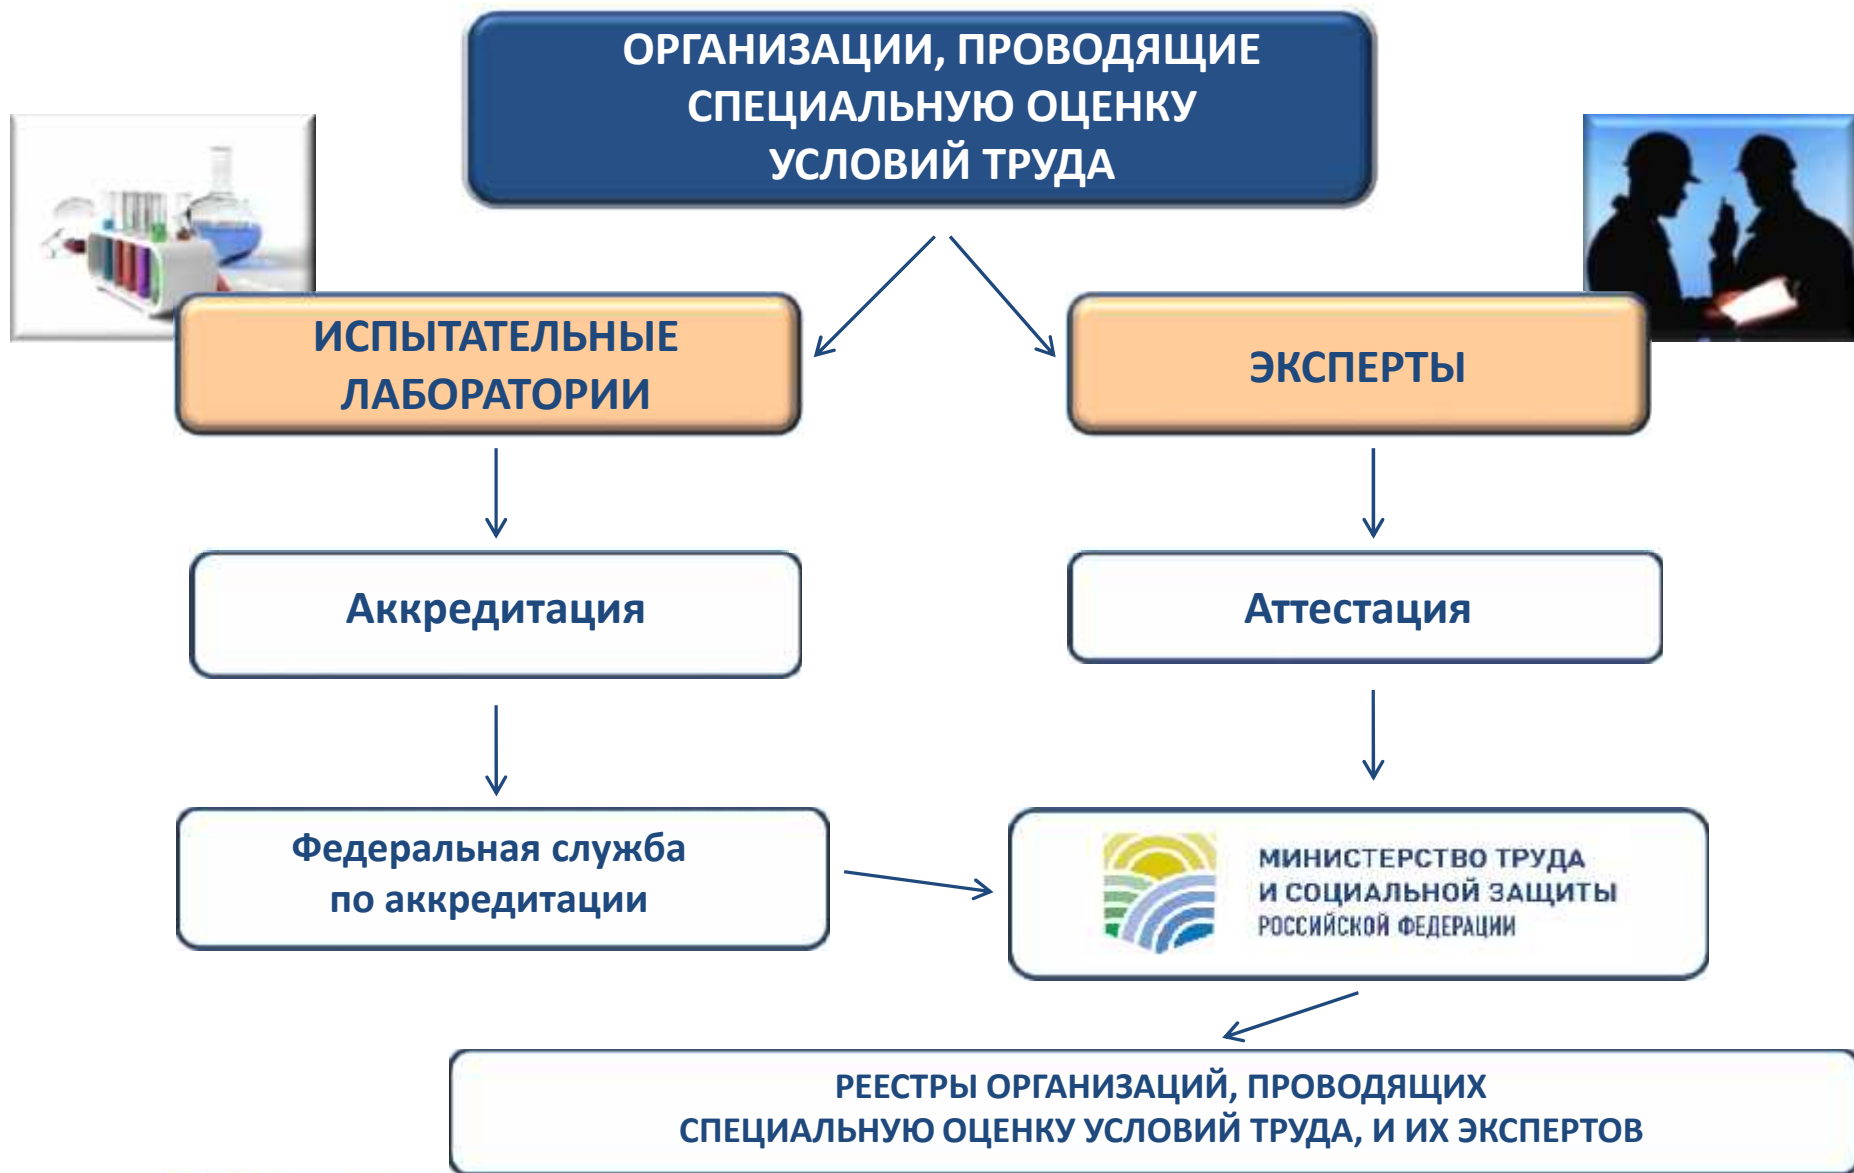 ОРГАНИЗАЦИИ, ПРОВОДЯЩИЕ
СПЕЦИАЛЬНУЮ ОЦЕНКУ
УСЛОВИЙ ТРУДА
ИСПЫТАТЕЛЬНЫЕ
ЛАБОРАТОРИИ
ЭКСПЕРТЫ
Аккредитация
Аттестация
Федеральная служба
по аккредитации
МИНИСТЕРСТВО ТРУДА
И СОЦИАЛЬНОЙ ЗАЩИТЫ
РОССИЙСКОЙ ФЕДЕРАЦИИ
РЕЕСТРЫ ОРГАНИЗАЦИЙ, ПРОВОДЯЩИХ
СПЕЦИАЛЬНУЮ ОЦЕНКУ УСЛОВИЙ ТРУДА, И ИХ ЭКСПЕРТОВ